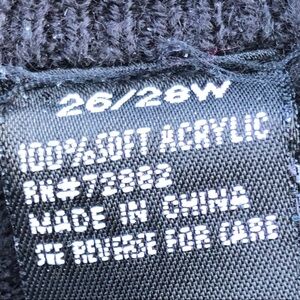 26/28W
100% SOFT ACRYLIC
RN#72882
MADE IN CHINA
SEE REVERSE FOR CARE